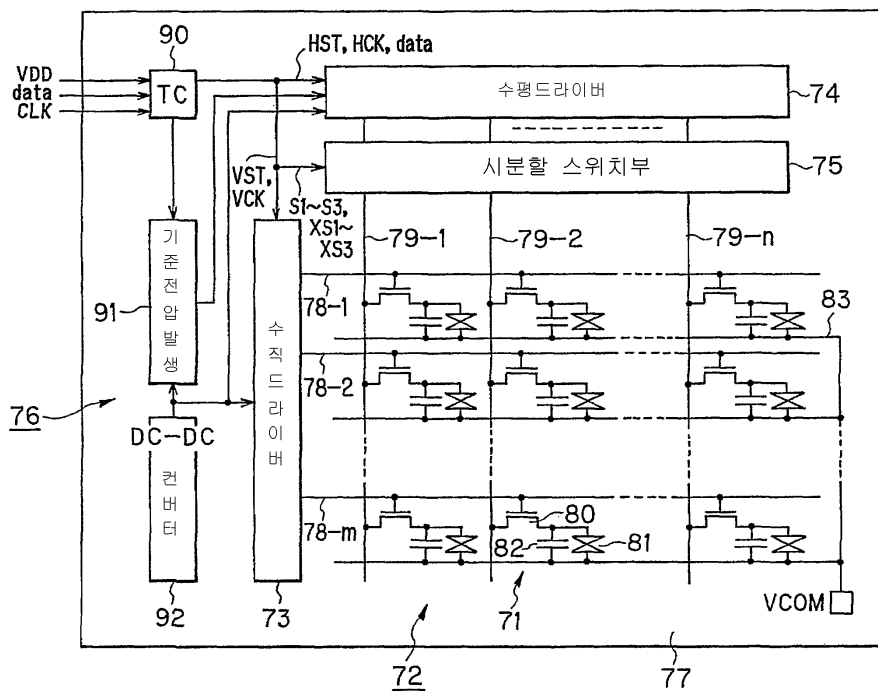 90
HST, HCK, data
VDD
data
CLK
TC
수평드라이버
74
시분할 스위치부
75
VST,
VCK
S1~S3,
XS1~
XS3
79-1
79-2
79-n
기준전압발생
91
78-1
83
수직드라이버
78-2
76
DC-DC
컨버터
78-m
80
82
81
92
73
71
VCOM
72
77